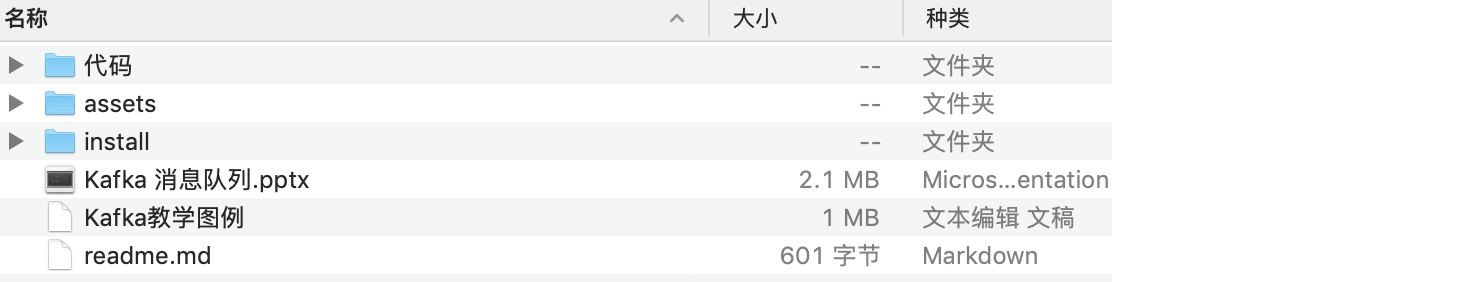 名称 大小 种类
代码 -- 文件夹
assets -- 文件夹
install -- 文件夹
Kafka 消息队列.pptx 2.1 MB Micros...entation
Kafka教学图例 1 MB 文本编辑 文稿
readme.md 601 字节 Markdown